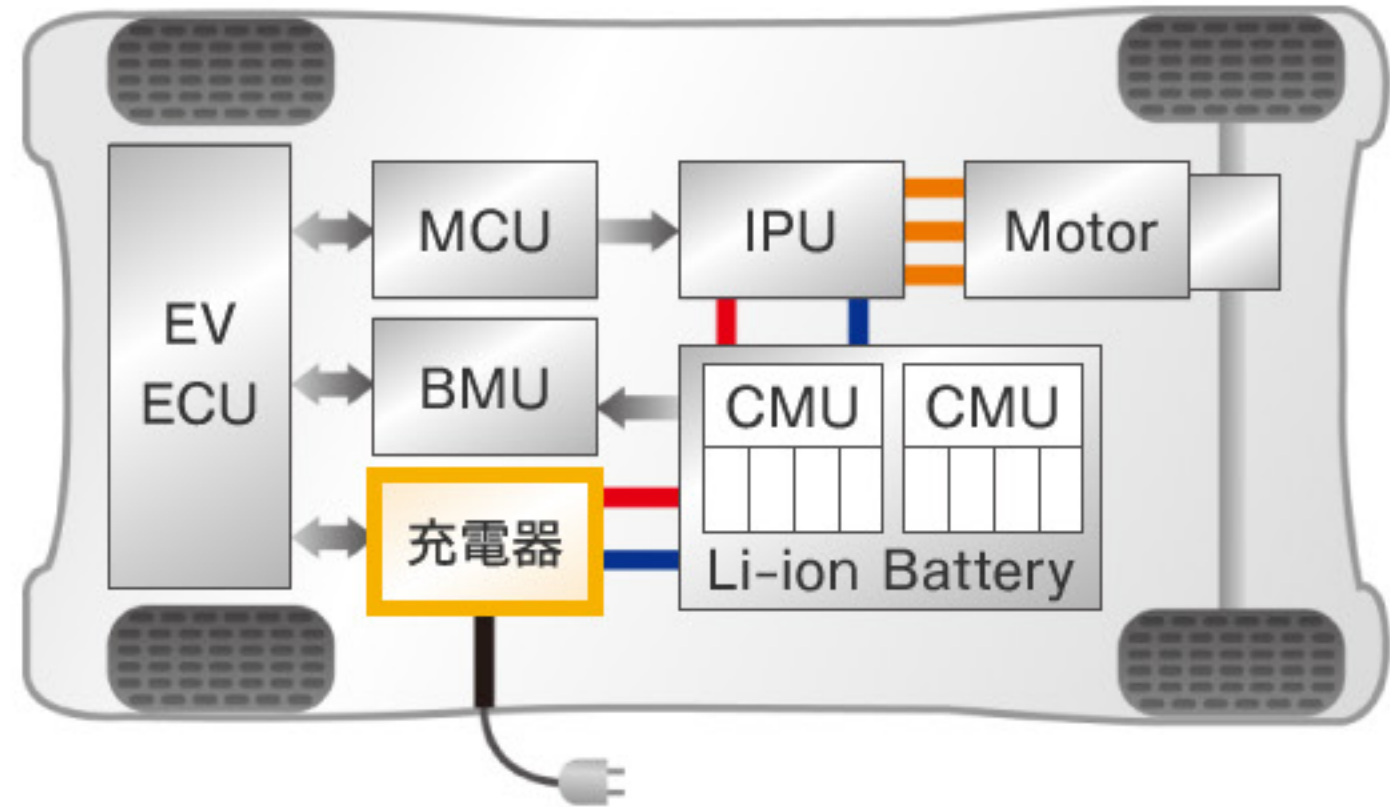 EV
ECU
MCU
IPU
Motor
BMU
CMU
CMU
充電器
Li-ion Battery